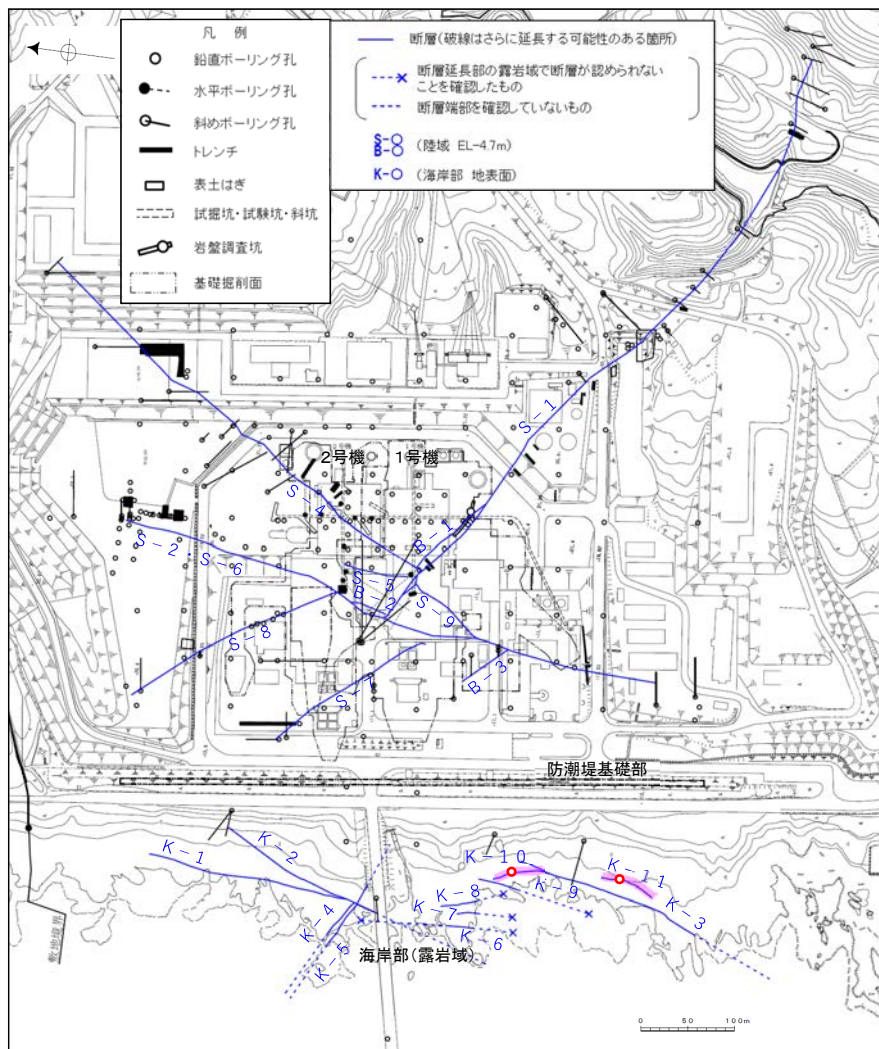 凡 例
鉛直ボーリング孔
水平ボーリング孔
斜めボーリング孔
トレンチ
表土はぎ
試掘坑・試験坑・斜坑
岩盤調査坑
基礎掘削面
断層(破線はさらに延長する可能性のある箇所)
断層延長部の露岩域で断層が認められない
ことを確認したもの
断層端部を確認していないもの
S-○
B-○
(陸域 EL-4.7m)
K-○
(海岸部 地表面)
S-1
2号機
1号機
S-4
B-1
S-2・S-6
S-5
B-2
S-9
S-8
S-7
B-3
防潮堤基礎部
K-1
K-2
K-10
K-11
K-9
K-8
K-3
K-4
K-7
K-5
K-6
海岸部(露岩域)
敷地境界
0 50 100m